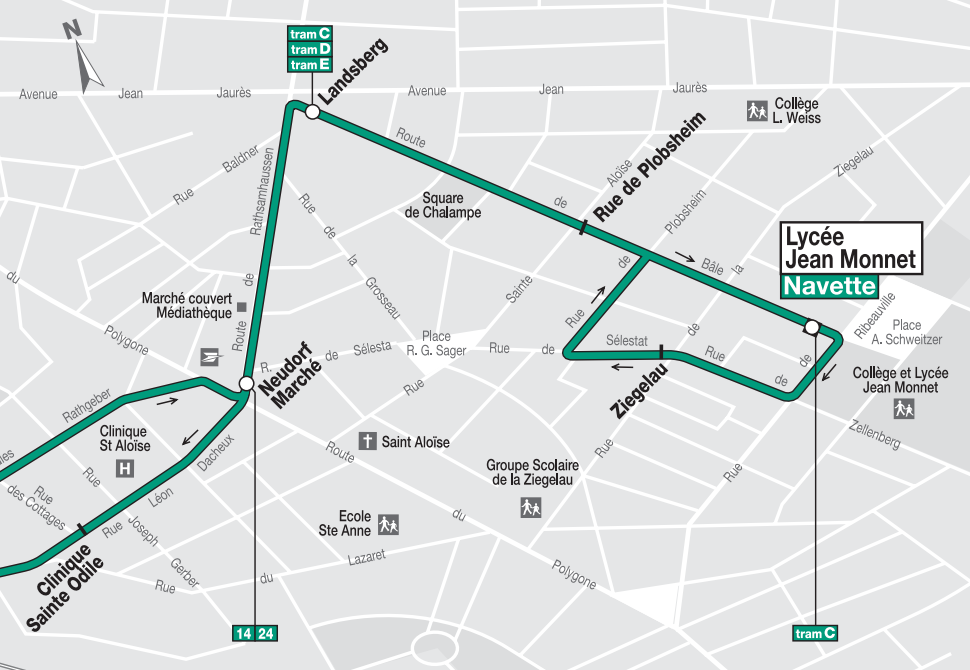 N
tram C
tram D
tram E
Landsberg
Avenue Jean Jaurès Avenue Jean Jaurès
Collège
L. Weiss
Route
de
Bâle
Rue Baldner
Route de Rathsamhaussen
Rue de la Grosseau
Square
de Chalampe
Rue de Plobsheim
Aloïse
Sainte
Rue de Plobsheim
Ziegelau
la
de
Rue
Lycée
Jean Monnet
Navette
Ribeauville
Place
A. Schweitzer
Collège et Lycée
Jean Monnet
de
Zellenberg
Marché couvert
Médiathèque
du
Polygone
R. de Sélesta
Place
R. G. Sager
Rue de Sélestat
Rue de
Ziegelau
Neudorf
Marché
Rathgeber
les
Clinique
St Aloïse
H
Dacheux
Léon
Rue
Rue
des Cottages
Rue
Joseph
Gerber
Clinique
Sainte Odile
Rue du Lazaret
Saint Aloïse
Route
du
Polygone
Rue
Groupe Scolaire
de la Ziegelau
Ecole
Ste Anne
Rue
14 24
tram C